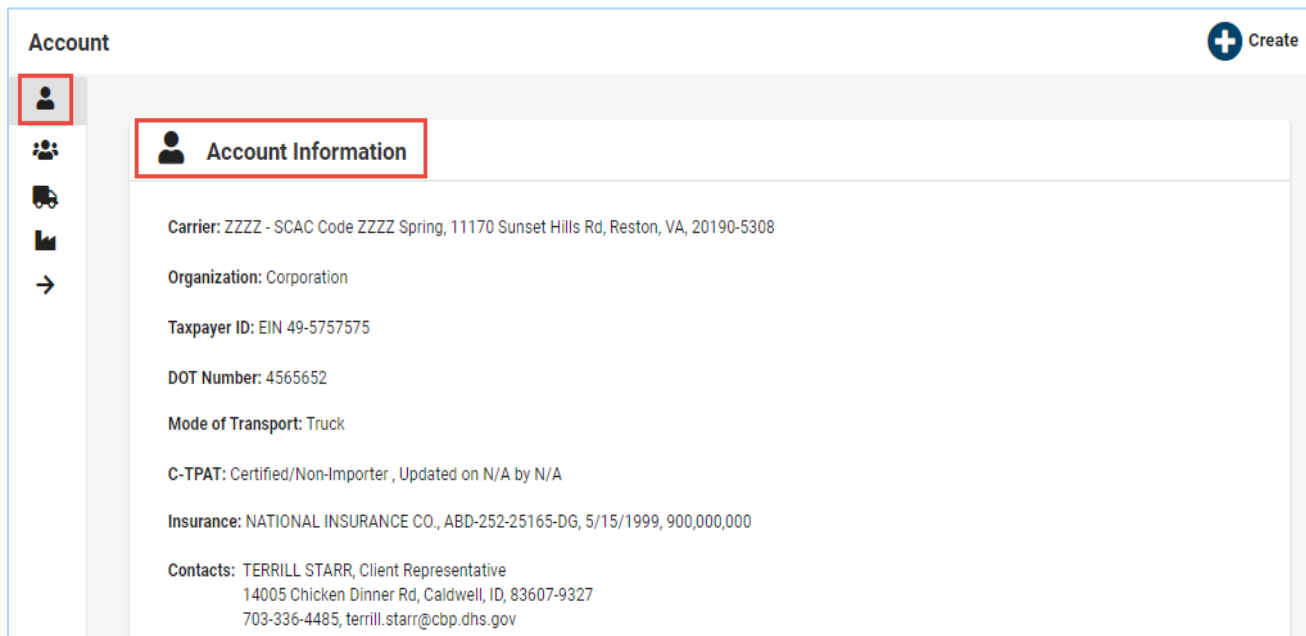 Account
Create
Account Information
Carrier: ZZZZ - SCAC Code ZZZZ Spring, 11170 Sunset Hills Rd, Reston, VA, 20190-5308
Organization: Corporation
Taxpayer ID: EIN 49-5757575
DOT Number: 4565652
Mode of Transport: Truck
C-TPAT: Certified/Non-Importer , Updated on N/A by N/A
Insurance: NATIONAL INSURANCE CO., ABD-252-25165-DG, 5/15/1999, 900,000,000
Contacts: TERRILL STARR, Client Representative
14005 Chicken Dinner Rd, Caldwell, ID, 83607-9327
703-336-4485, terrill.starr@cbp.dhs.gov